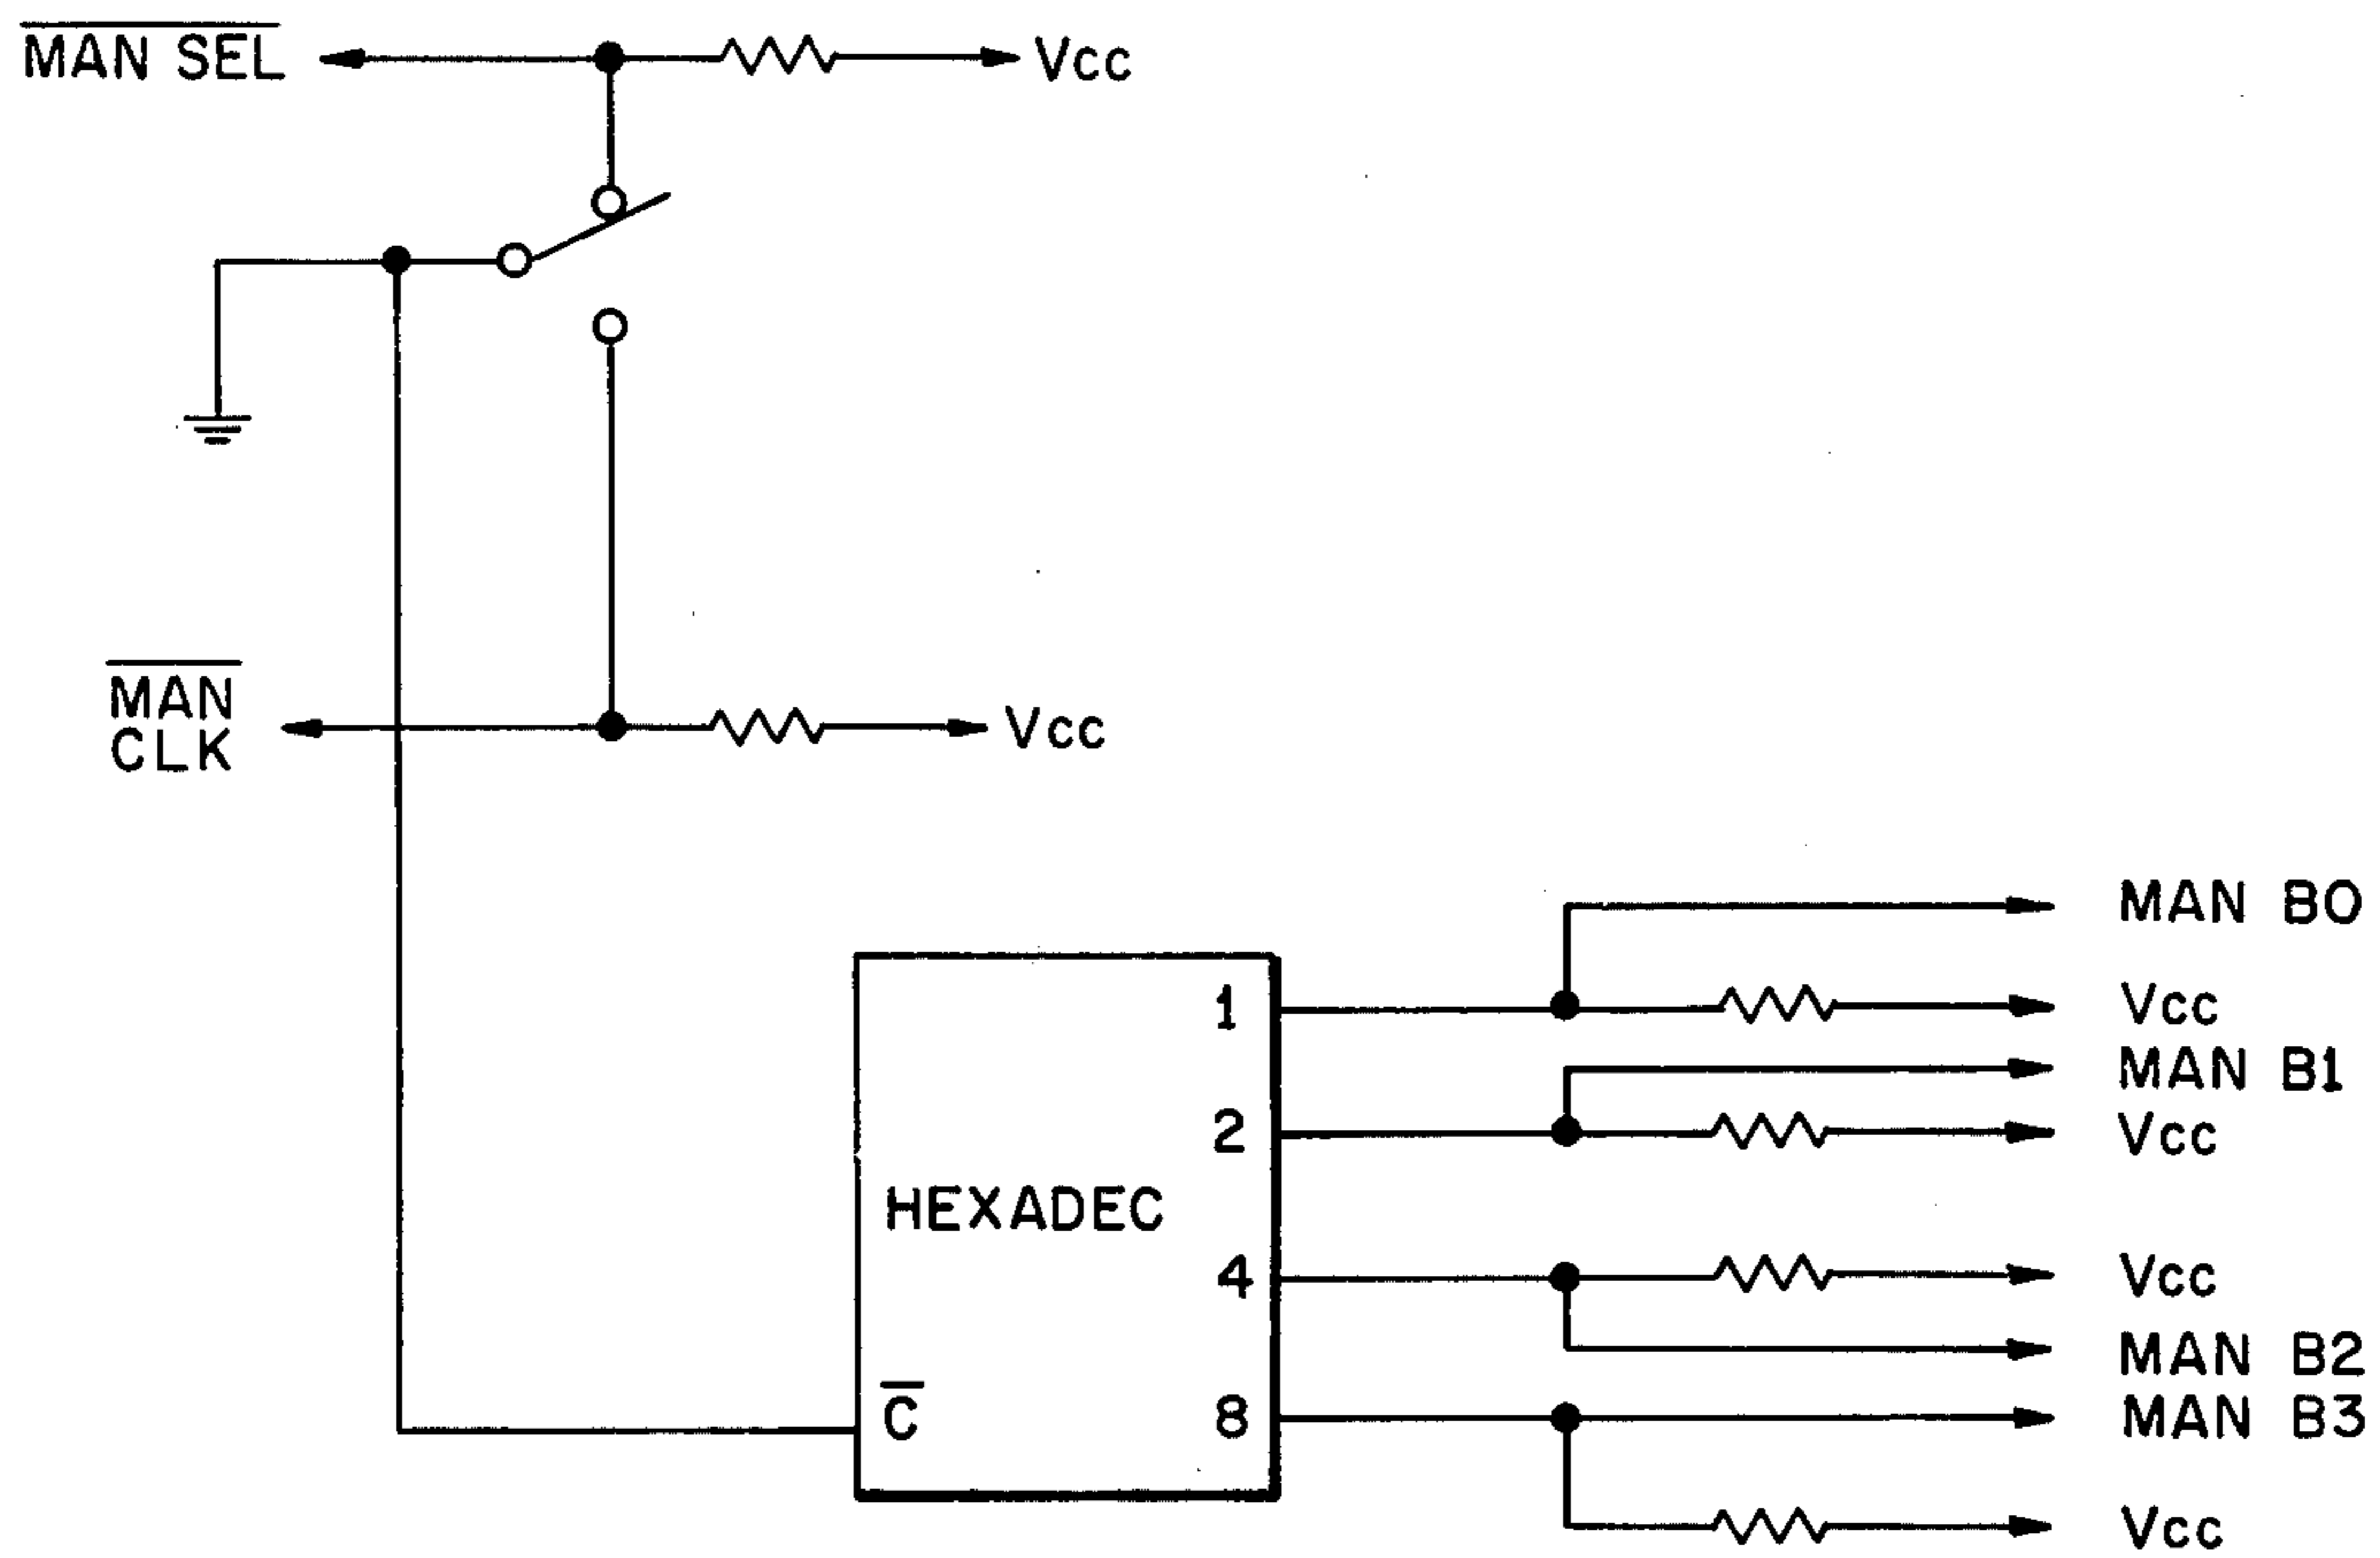 MAN SEL
Vcc
MAN
CLK
Vcc
MAN B0
1
Vcc
MAN B1
2
Vcc
HEXADEC
4
Vcc
MAN B2
C
8
MAN B3
Vcc